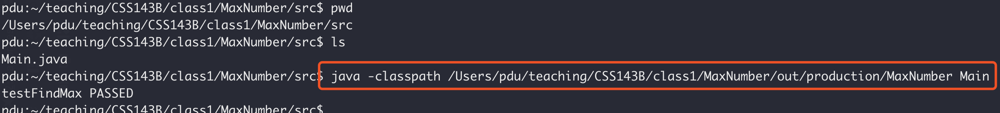 pdu:~/teaching/CSS143B/class1/MaxNumber/src$ pwd
/Users/pdu/teaching/CSS143B/class1/MaxNumber/src
pdu:~/teaching/CSS143B/class1/MaxNumber/src$ ls
Main.java
pdu:~/teaching/CSS143B/class1/MaxNumber/src$ java -classpath /Users/pdu/teaching/CSS143B/class1/MaxNumber/out/production/MaxNumber Main
testFindMax PASSED
pdu:~/teaching/CSS143B/class1/MaxNumber/src$